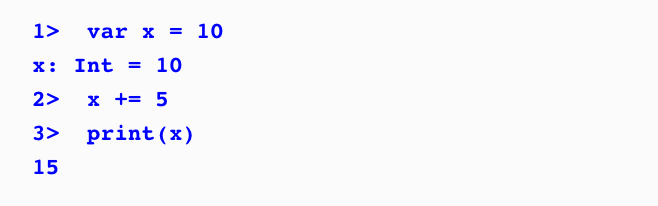 1>  var x = 10
x: Int = 10
2>  x += 5
3>  print(x)
15